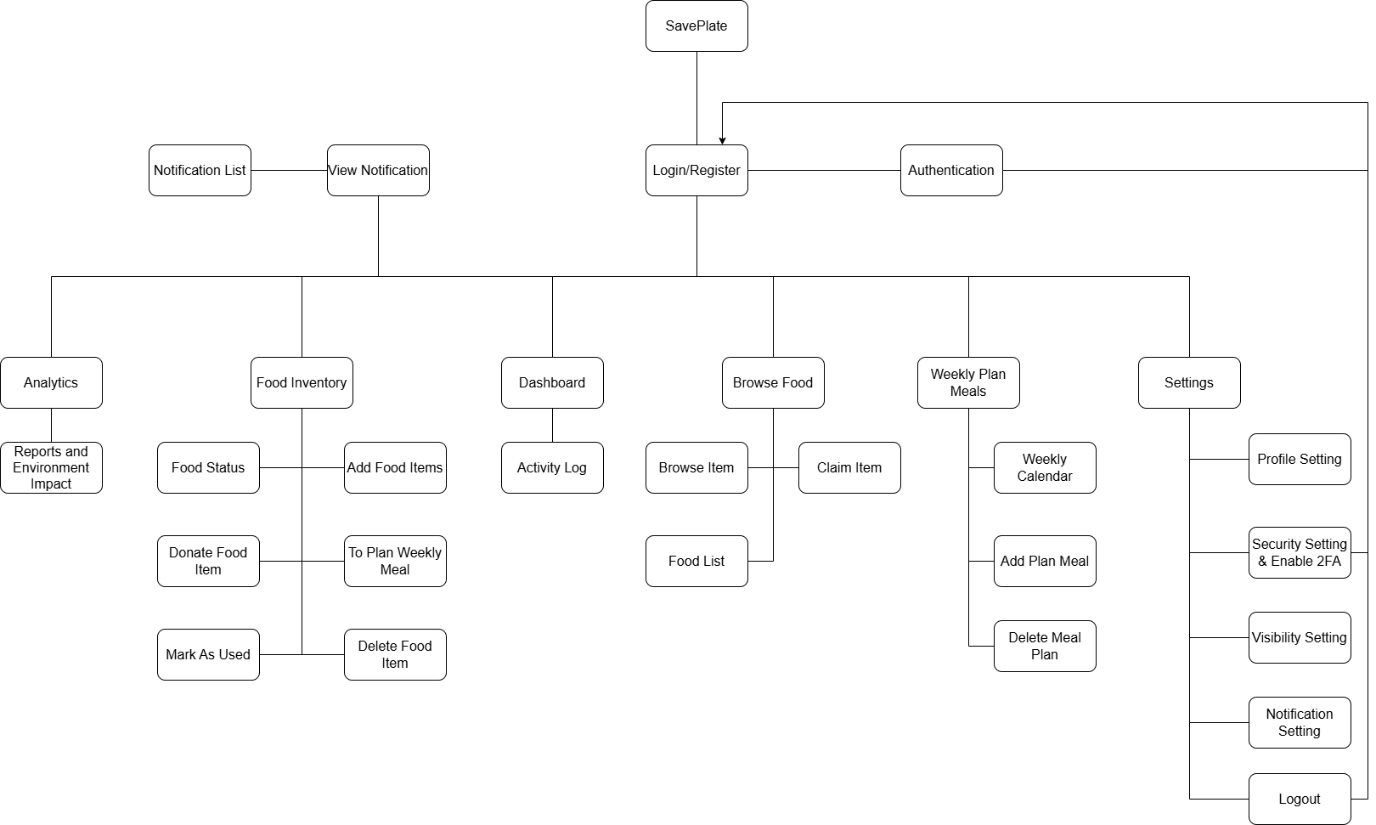 SavePlate
Notification List
View Notification
Login/Register
Authentication
Analytics
Food Inventory
Dashboard
Browse Food
Weekly Plan
Meals
Settings
Reports and
Environment
Impact
Food Status
Add Food Items
Activity Log
Browse Item
Claim Item
Weekly
Calendar
Profile Setting
Donate Food
Item
To Plan Weekly
Meal
Food List
Add Plan Meal
Security Setting
& Enable 2FA
Mark As Used
Delete Food
Item
Delete Meal
Plan
Visibility Setting
Notification
Setting
Logout